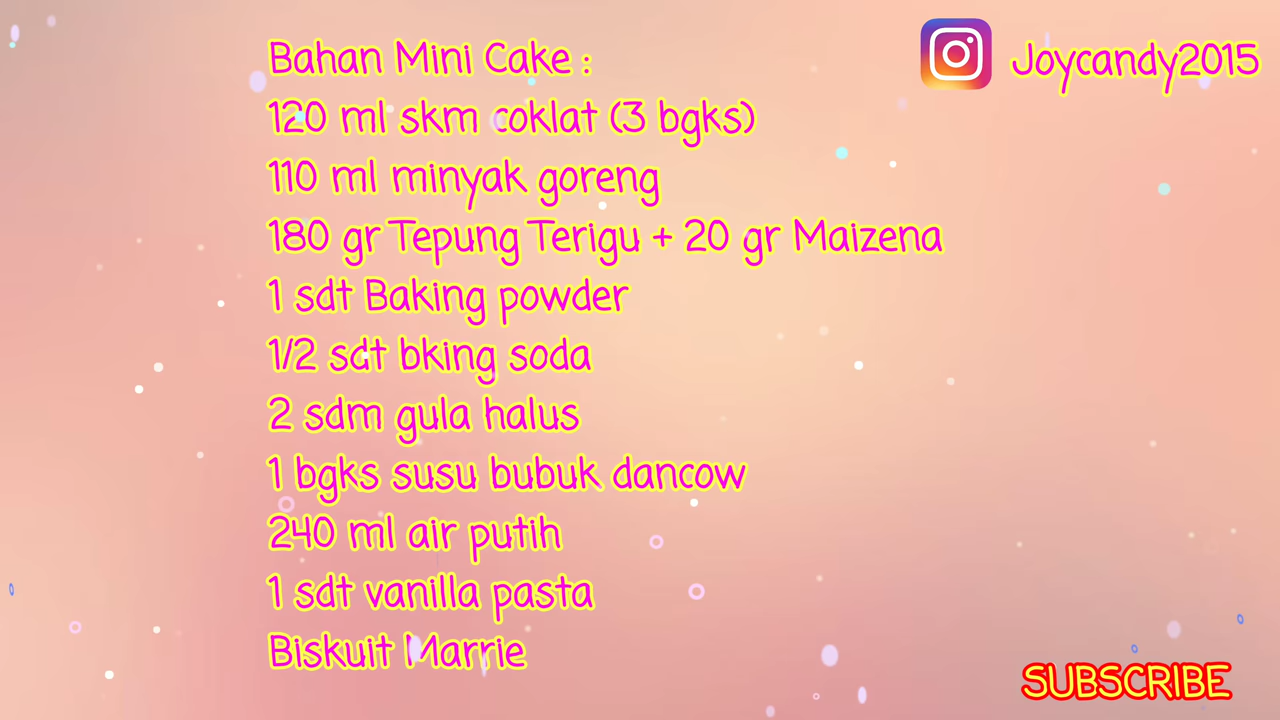 Bahan Mini Cake :
Joycandy2015
120 ml skm coklat (3 bgks)
110 ml minyak goreng
180 gr Tepung Terigu + 20 gr Maizena
1 sdt Baking powder
1/2 sdt bking soda
2 sdm gula halus
1 bgks susu bubuk dancow
240 ml air putih
1 sdt vanilla pasta
Biskuit Marrie
SUBSCRIBE